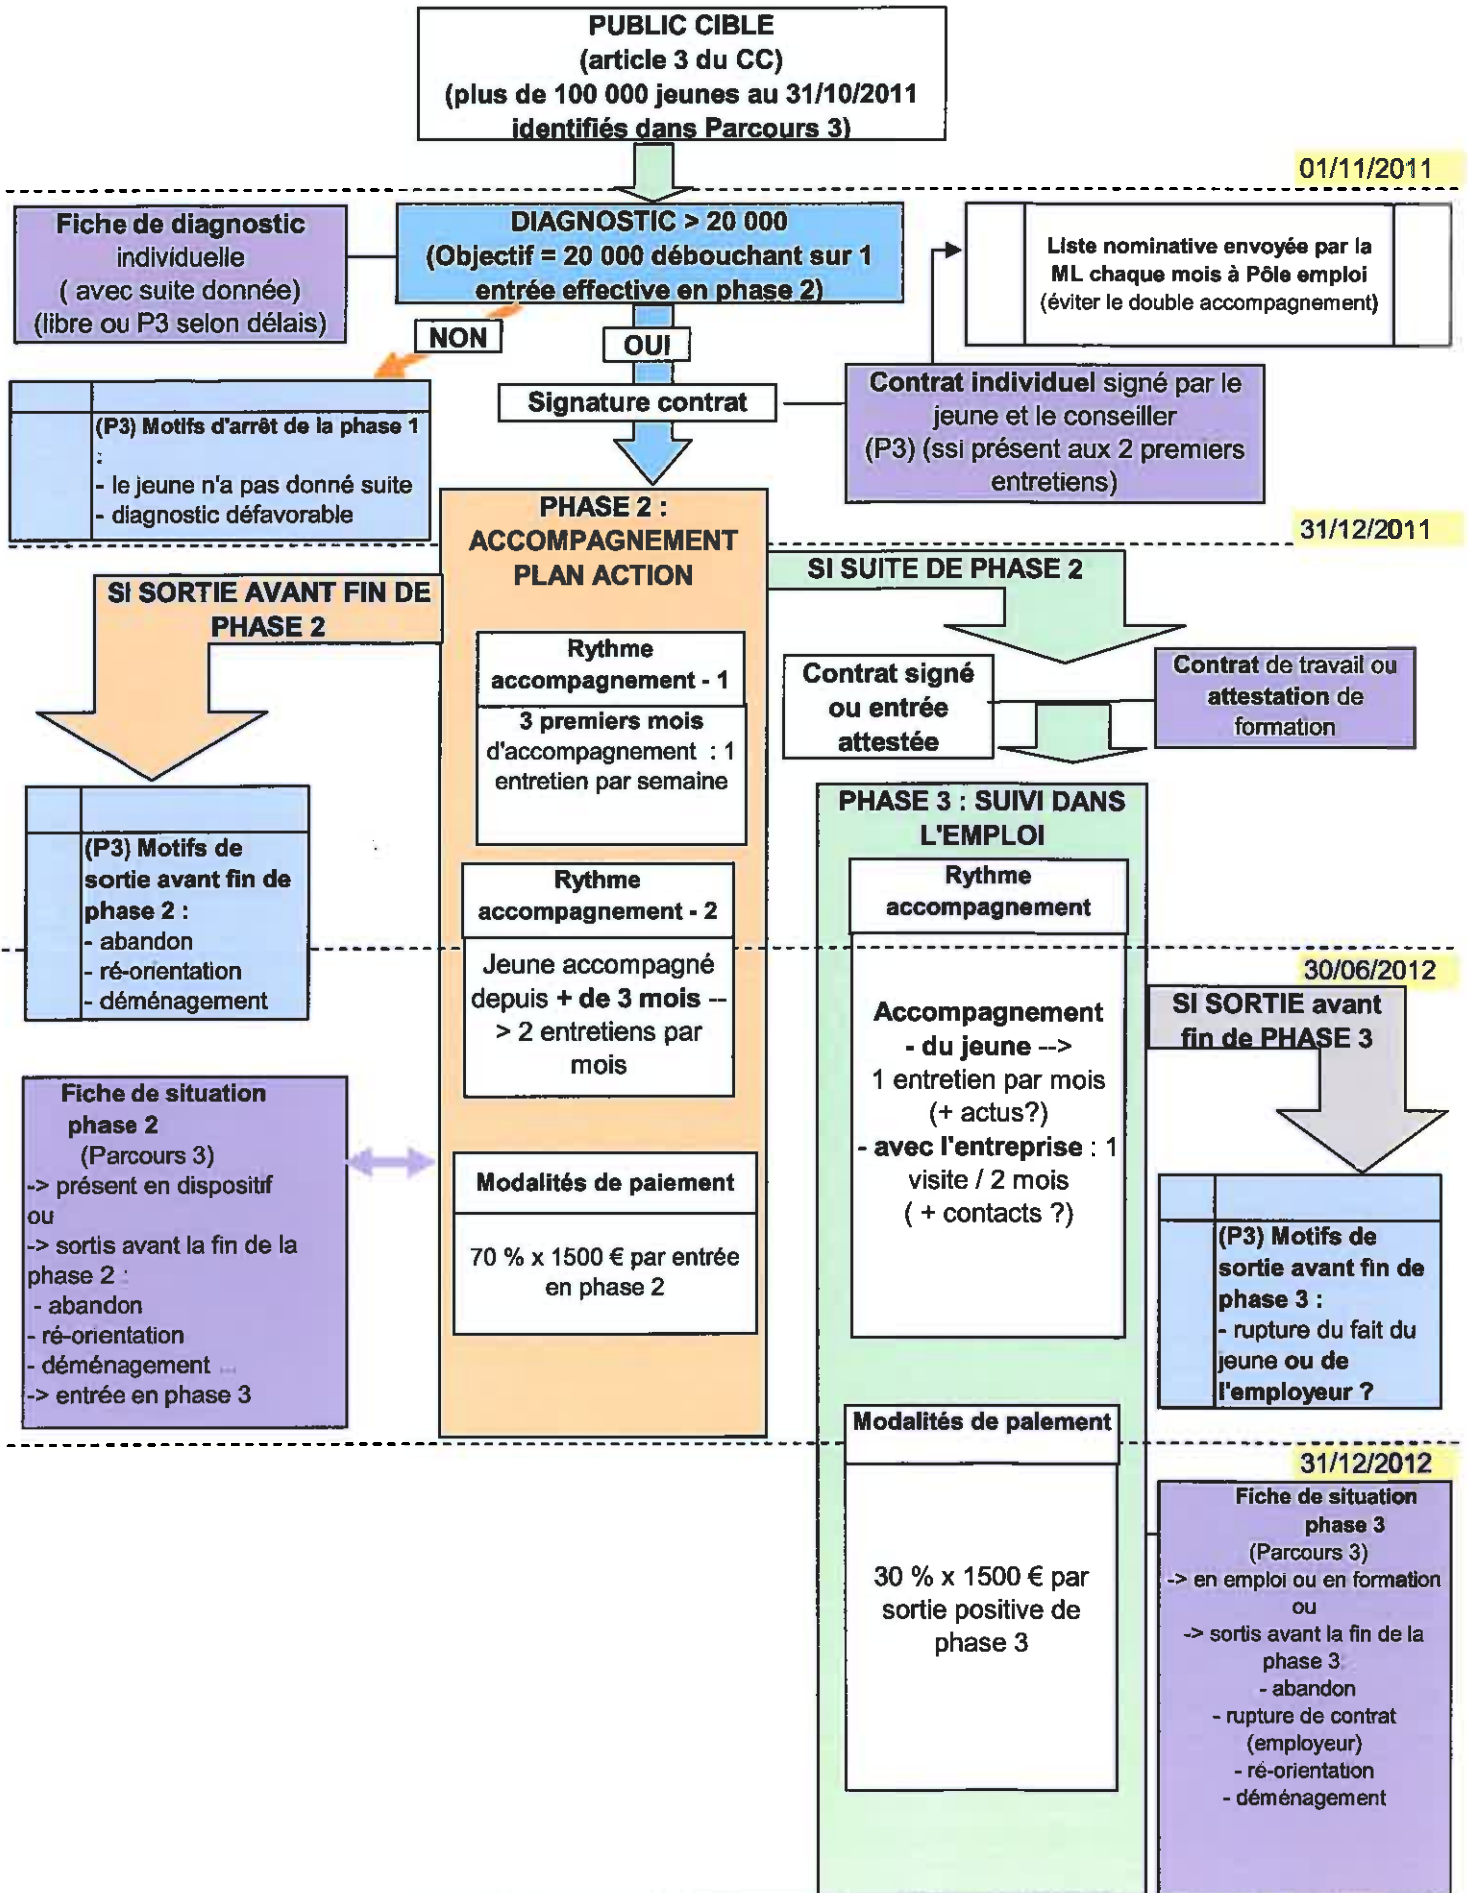 PUBLIC CIBLE
(article 3 du CC)
(plus de 100 000 jeunes au 31/10/2011
identifiés dans Parcours 3)
01/11/2011
Fiche de diagnostic
individuelle
( avec suite donnée)
(libre ou P3 selon délais)
DIAGNOSTIC > 20 000
(Objectif = 20 000 débouchant sur 1
entrée effective en phase 2)
Liste nominative envoyée par la
ML chaque mois à Pôle emploi
(éviter le double accompagnement)
NON
OUI
Signature contrat
Contrat individuel signé par le
jeune et le conseiller
(P3) (ssi présent aux 2 premiers
entretiens)
(P3) Motifs d'arrêt de la phase 1
:
- le jeune n'a pas donné suite
- diagnostic défavorable
31/12/2011
PHASE 2 :
ACCOMPAGNEMENT
PLAN ACTION
SI SORTIE AVANT FIN DE
PHASE 2
SI SUITE DE PHASE 2
Rythme
accompagnement - 1
3 premiers mois
d'accompagnement : 1
entretien par semaine
Contrat signé
ou entrée
attestée
Contrat de travail ou
attestation de
formation
(P3) Motifs de
sortie avant fin de
phase 2 :
- abandon
- ré-orientation
- déménagement
Rythme
accompagnement - 2
Jeune accompagné
depuis + de 3 mois --
> 2 entretiens par
mois
PHASE 3 : SUIVI DANS
L'EMPLOI
Rythme
accompagnement
Accompagnement
- du jeune -->
1 entretien par mois
(+ actus?)
- avec l'entreprise : 1
visite / 2 mois
( + contacts ?)
30/06/2012
SI SORTIE avant
fin de PHASE 3
(P3) Motifs de
sortie avant fin de
phase 3 :
- rupture du fait du
jeune ou de
l'employeur ?
Fiche de situation
phase 2
(Parcours 3)
-> présent en dispositif
ou
-> sortis avant la fin de la
phase 2 :
- abandon
- ré-orientation
- déménagement ...
-> entrée en phase 3
Modalités de paiement
70 % x 1500 € par entrée
en phase 2
Modalités de paiement
30 % x 1500 € par
sortie positive de
phase 3
31/12/2012
Fiche de situation
phase 3
(Parcours 3)
-> en emploi ou en formation
ou
-> sortis avant la fin de la
phase 3:
- abandon
- rupture de contrat
(employeur)
- ré-orientation
- déménagement